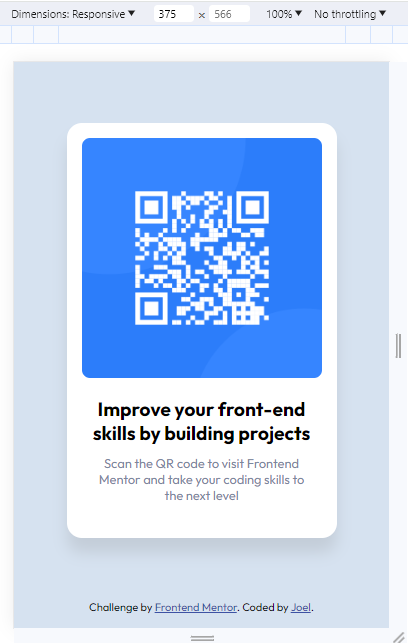 Dimensions: Responsive ▼ 375 x 566 100% ▼ No throttling ▼
Improve your front-end
skills by building projects
Scan the QR code to visit Frontend
Mentor and take your coding skills to
the next level
Challenge by Frontend Mentor. Coded by Joel.